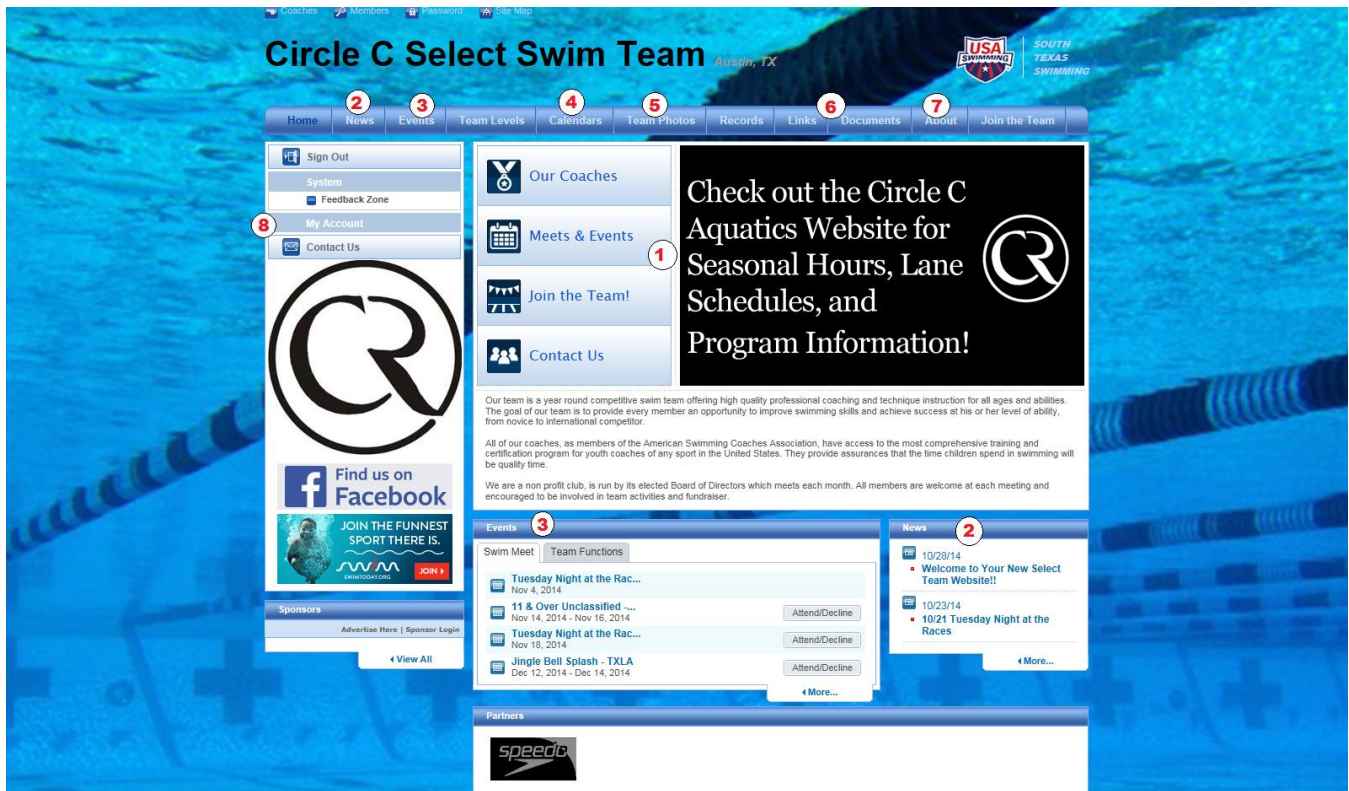 Coaches Members Password Site Map
Circle C Select Swim Team Austin, TX
USA SWIMMING
SOUTH
TEXAS
SWIMMING
2 3 4 5 6 7
Home News Events Team Levels Calendars Team Photos Records Links Documents About Join the Team
Sign Out
System
Feedback Zone
8
My Account
Contact Us
CR
Find us on
Facebook
JOIN THE FUNNEST
SPORT THERE IS.
swim
SWIMTODAY.ORG
JOIN
Sponsors
Advertise Here | Sponsor Login
View All
Our Coaches
Meets & Events
1
Join the Team!
Contact Us
Check out the Circle C
Aquatics Website for
Seasonal Hours, Lane
Schedules, and
Program Information!
CR
Our team is a year round competitive swim team offering high quality professional coaching and technique instruction for all ages and abilities.
The goal of our team is to provide every member an opportunity to improve swimming skills and achieve success at his or her level of ability,
from novice to international competitor.
All of our coaches, as members of the American Swimming Coaches Association, have access to the most comprehensive training and
certification program for youth coaches of any sport in the United States. They provide assurances that the time children spend in swimming will
be quality time.
We are a non profit club, is run by its elected Board of Directors which meets each month. All members are welcome at each meeting and
encouraged to be involved in team activities and fundraiser.
Events 3
Swim Meet Team Functions
Tuesday Night at the Rac...
Nov 4, 2014
11 & Over Unclassified -...
Nov 14, 2014 - Nov 16, 2014
Attend/Decline
Tuesday Night at the Rac...
Nov 18, 2014
Attend/Decline
Jingle Bell Splash - TXLA
Dec 12, 2014 - Dec 14, 2014
Attend/Decline
More...
News 2
10/28/14
Welcome to Your New Select
Team Website!!
10/23/14
10/21 Tuesday Night at the
Races
More...
Partners
speedo